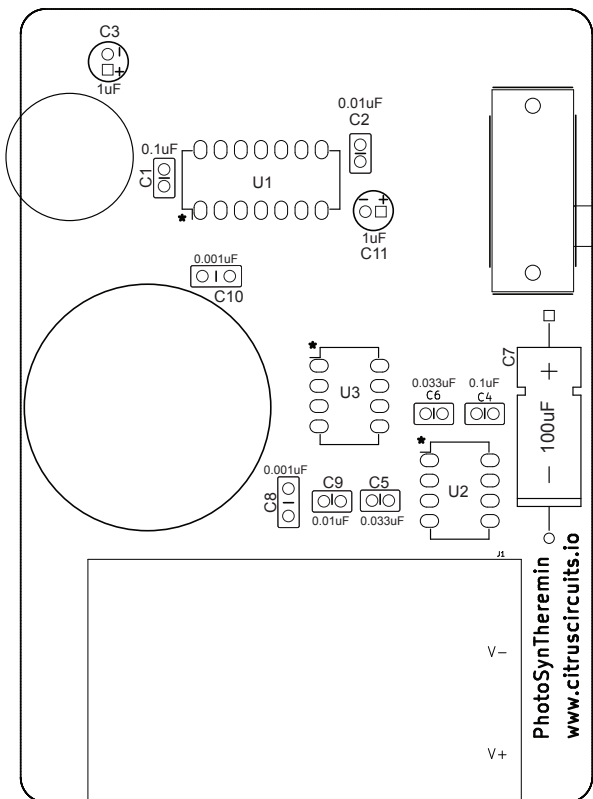 C3
1uF
0.01uF
C2
0.1uF
C1
U1
*
1uF
C11
0.001uF
C10
C7
100uF
*
U3
0.033uF
C6
0.1uF
C4
*
U2
0.001uF
C8
C9
0.01uF
C5
0.033uF
J1
V-
V+
PhotoSynTheremin
www.citruscircuits.io